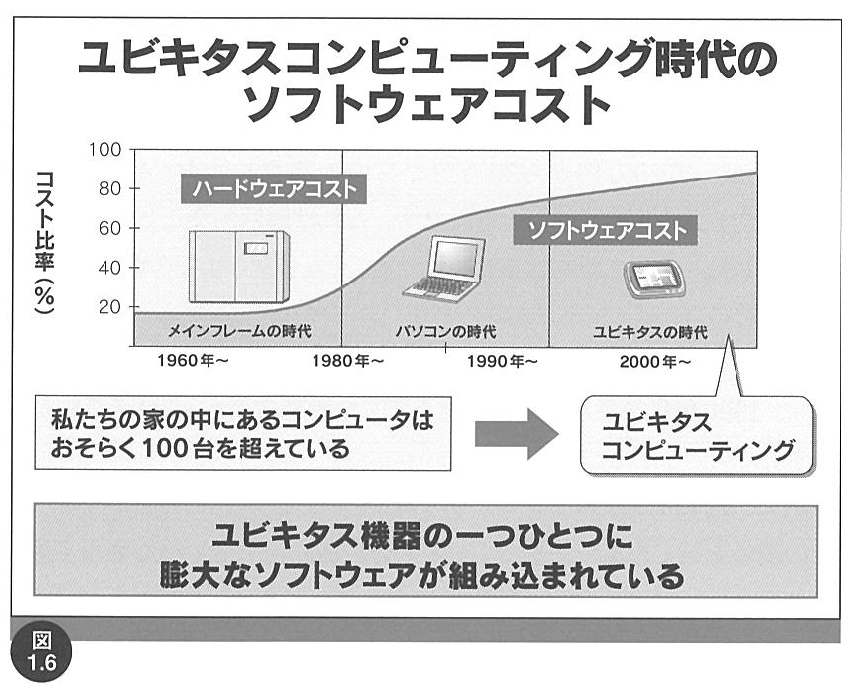 ユビキタスコンピューティング時代の
ソフトウェアコスト
コスト比率(%)
100
80
60
40
20
ハードウェアコスト
ソフトウェアコスト
メインフレームの時代
パソコンの時代
ユビキタスの時代
1960年~
1980年~
1990年~
2000年~
私たちの家の中にあるコンピュータは
おそらく100台を超えている
ユビキタス
コンピューティング
ユビキタス機器の一つひとつに
膨大なソフトウェアが組み込まれている
図
1.6